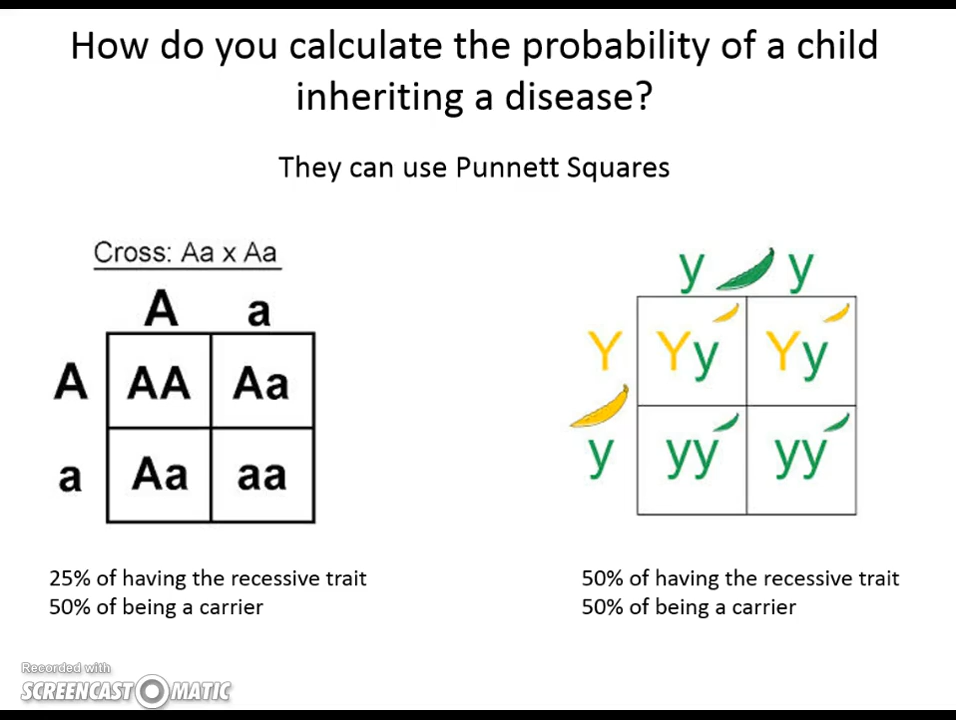 How do you calculate the probability of a child
inheriting a disease?
They can use Punnett Squares
Cross: Aa x Aa
A a
A AA Aa
a Aa aa
y y
Y Yy Yy
y yy yy
25% of having the recessive trait
50% of being a carrier
50% of having the recessive trait
50% of being a carrier
Recorded with
SCREENCAST MATIC